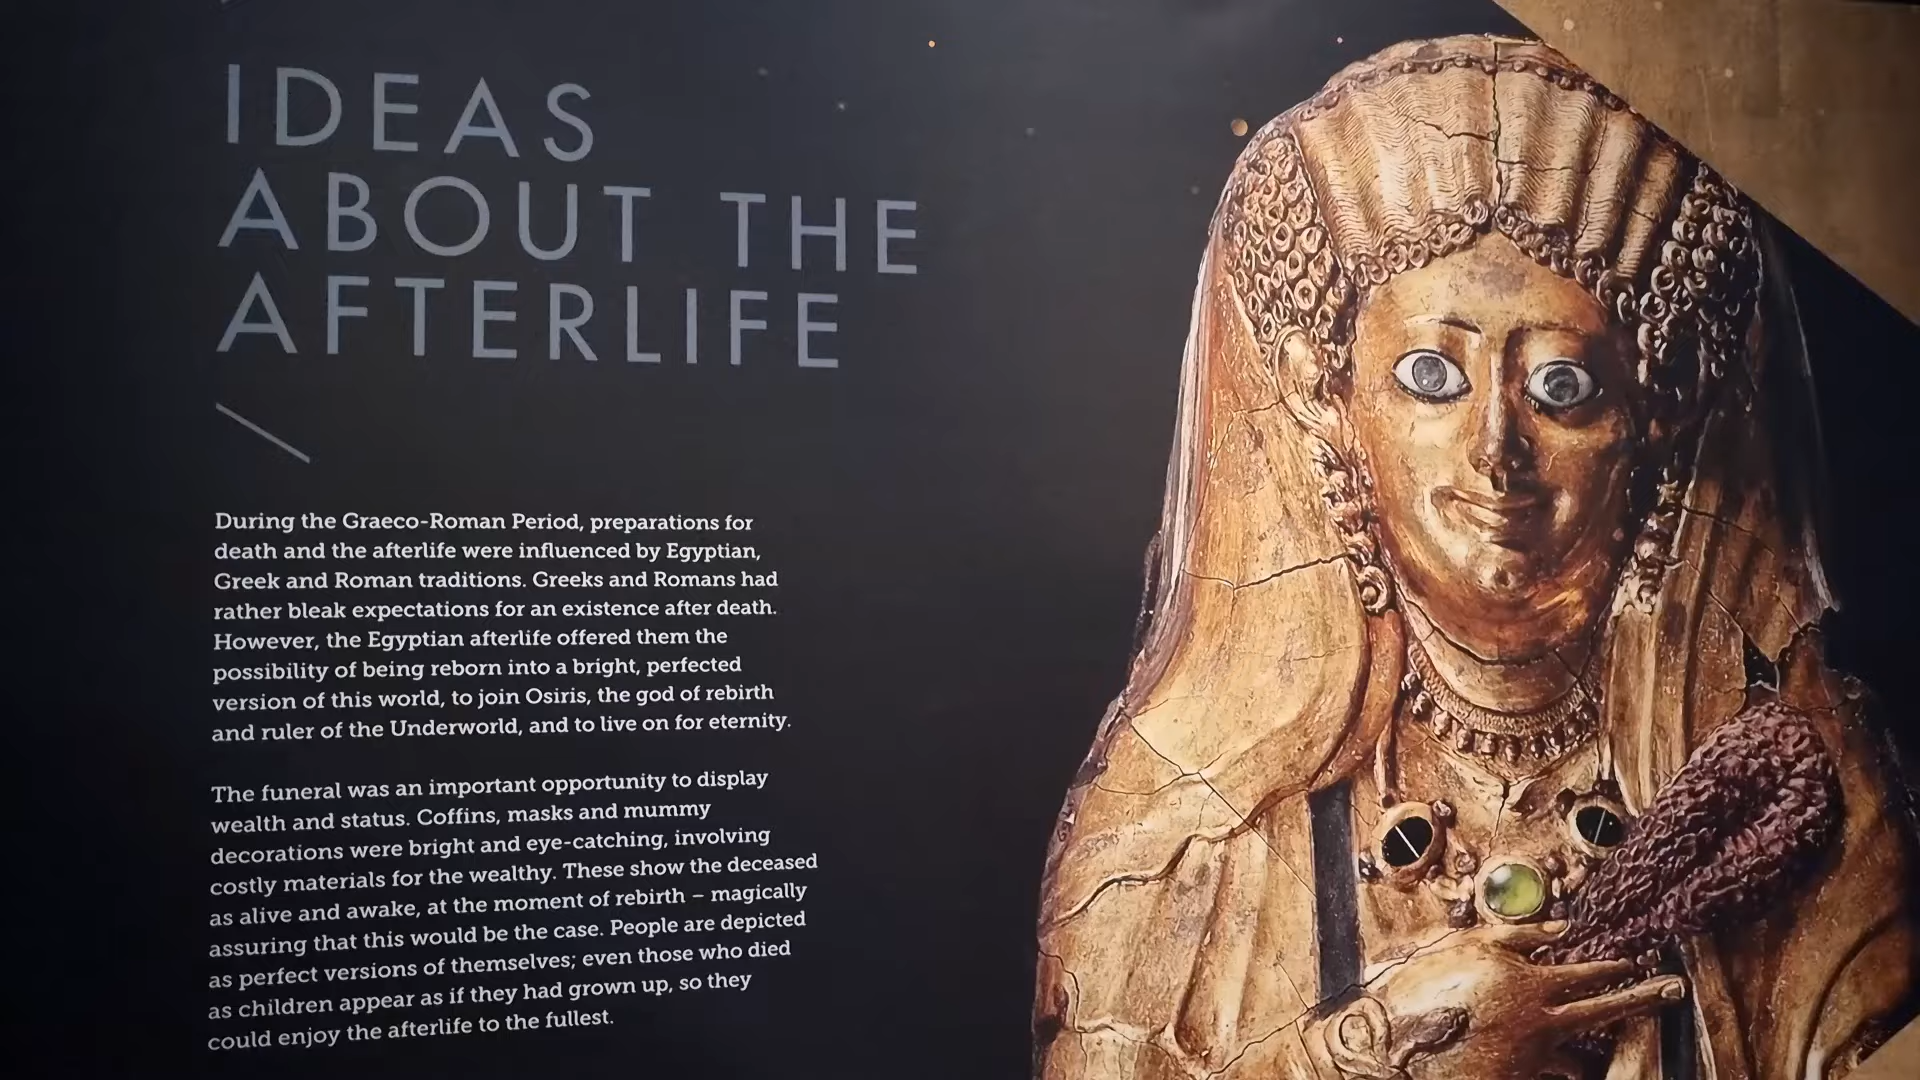 IDEAS
ABOUT THE
AFTERLIFE
During the Graeco-Roman Period, preparations for
death and the afterlife were influenced by Egyptian,
Greek and Roman traditions. Greeks and Romans had
rather bleak expectations for an existence after death.
However, the Egyptian afterlife offered them the
possibility of being reborn into a bright, perfected
version of this world, to join Osiris, the god of rebirth
and ruler of the Underworld, and to live on for eternity.
The funeral was an important opportunity to display
wealth and status. Coffins, masks and mummy
decorations were bright and eye-catching, involving
costly materials for the wealthy. These show the deceased
as alive and awake, at the moment of rebirth – magically
assuring that this would be the case. People are depicted
as perfect versions of themselves; even those who died
as children appear as if they had grown up, so they
could enjoy the afterlife to the fullest.